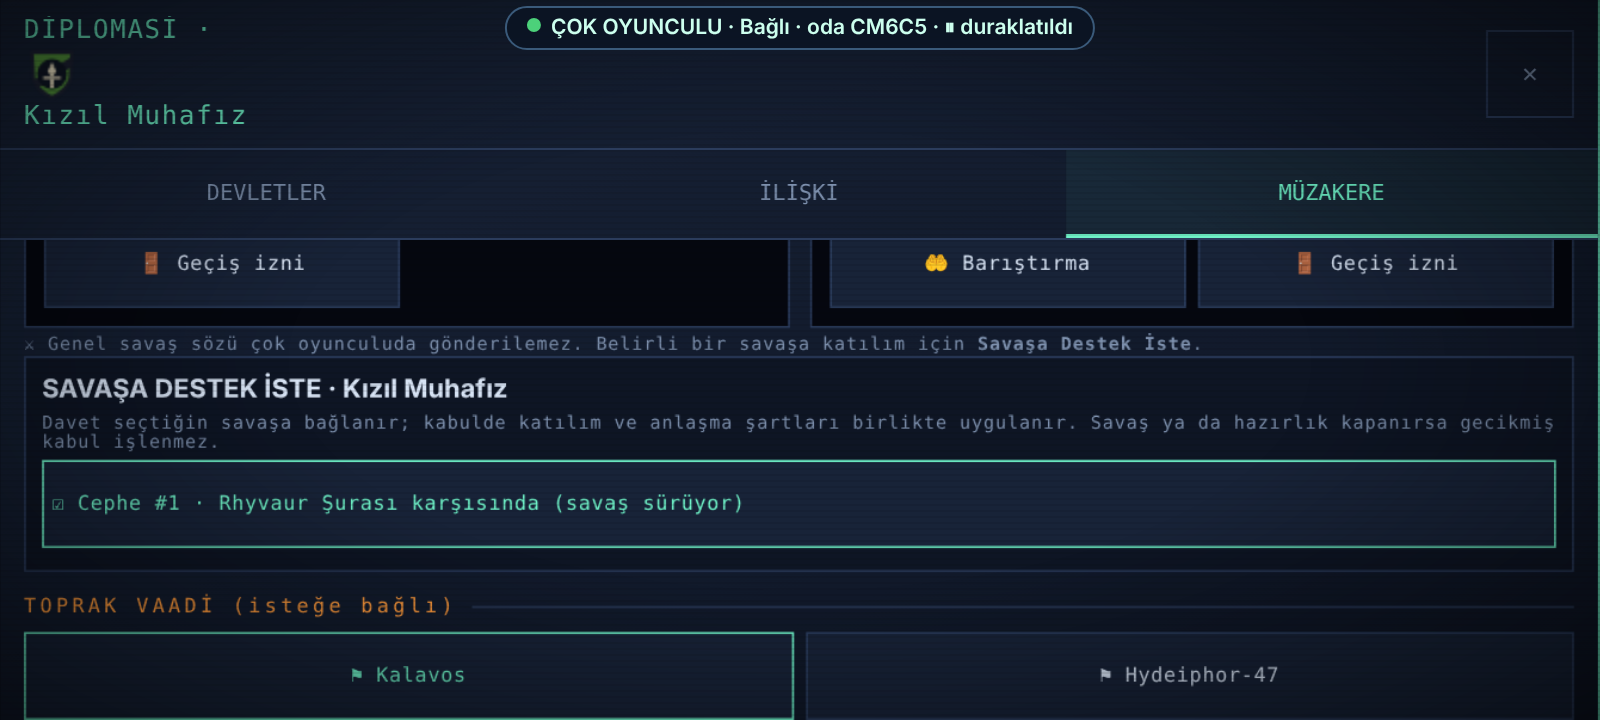 DİPLOMASİ ·
ÇOK OYUNCULU · Bağlı · oda CM6C5 · ⏸ duraklatıldı
×
Kızıl Muhafız
DEVLETLER
İLİŞKİ
MÜZAKERE
🚪 Geçiş izni
🤲 Barıştırma
🚪 Geçiş izni
⚔ Genel savaş sözü çok oyunculuda gönderilemez. Belirli bir savaşa katılım için Savaşa Destek İste.
SAVAŞA DESTEK İSTE · Kızıl Muhafız
Davet seçtiğin savaşa bağlanır; kabulde katılım ve anlaşma şartları birlikte uygulanır. Savaş ya da hazırlık kapanırsa gecikmiş
kabul işlenmez.
☑ Cephe #1 · Rhyvaur Şurası karşısında (savaş sürüyor)
TOPRAK VAADİ (isteğe bağlı)
⚑ Kalavos
⚑ Hydeiphor-47